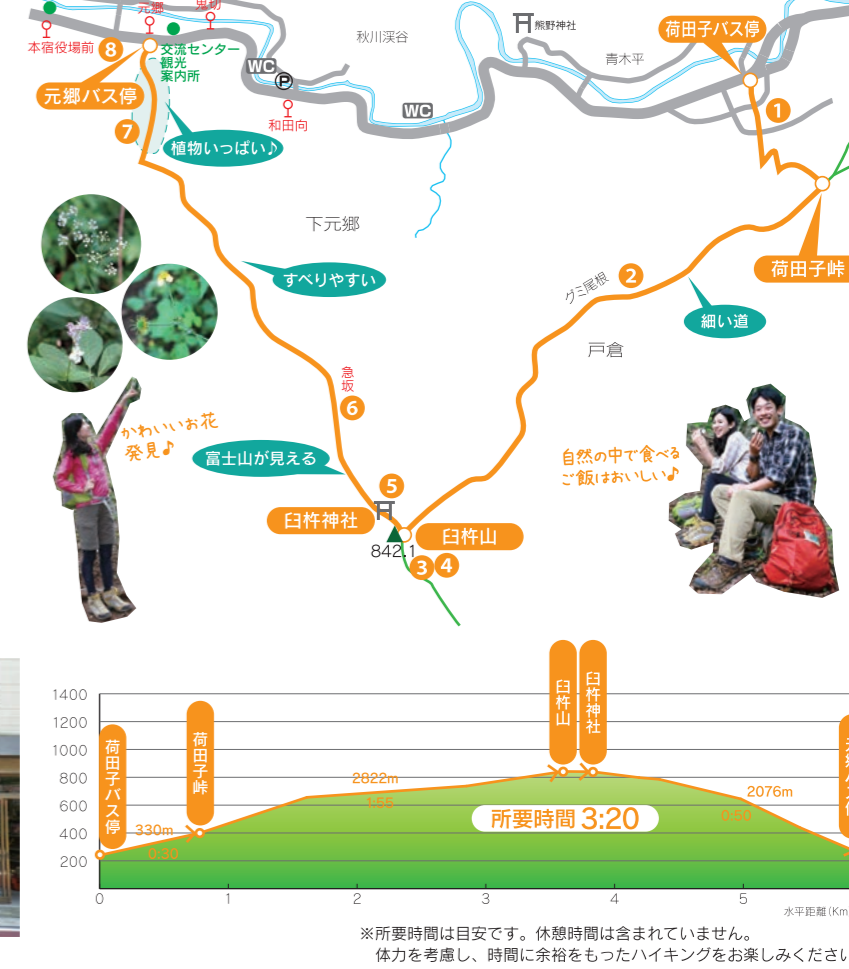 元郷
鬼切
本宿役場前
8
交流センター
観光
案内所
元郷バス停
7
植物いっぱい♪
WC
P
和田向
秋川渓谷
WC
熊野神社
青木平
荷田子バス停
1
荷田子峠
下元郷
すべりやすい
グミ尾根
2
細い道
戸倉
急坂
6
かわいいお花
発見♪
富士山が見える
自然の中で食べる
ご飯はおいしい♪
5
臼杵神社
臼杵山
842.1
3
4
1400
1200
1000
800
600
400
200
荷田子バス停
荷田子峠
臼杵山
臼杵神社
330m
0:30
2822m
1:55
2076m
0:50
所要時間 3:20
0
1
2
3
4
5
水平距離(Km
※所要時間は目安です。休憩時間は含まれていません。
体力を考慮し、時間に余裕をもったハイキングをお楽しみください